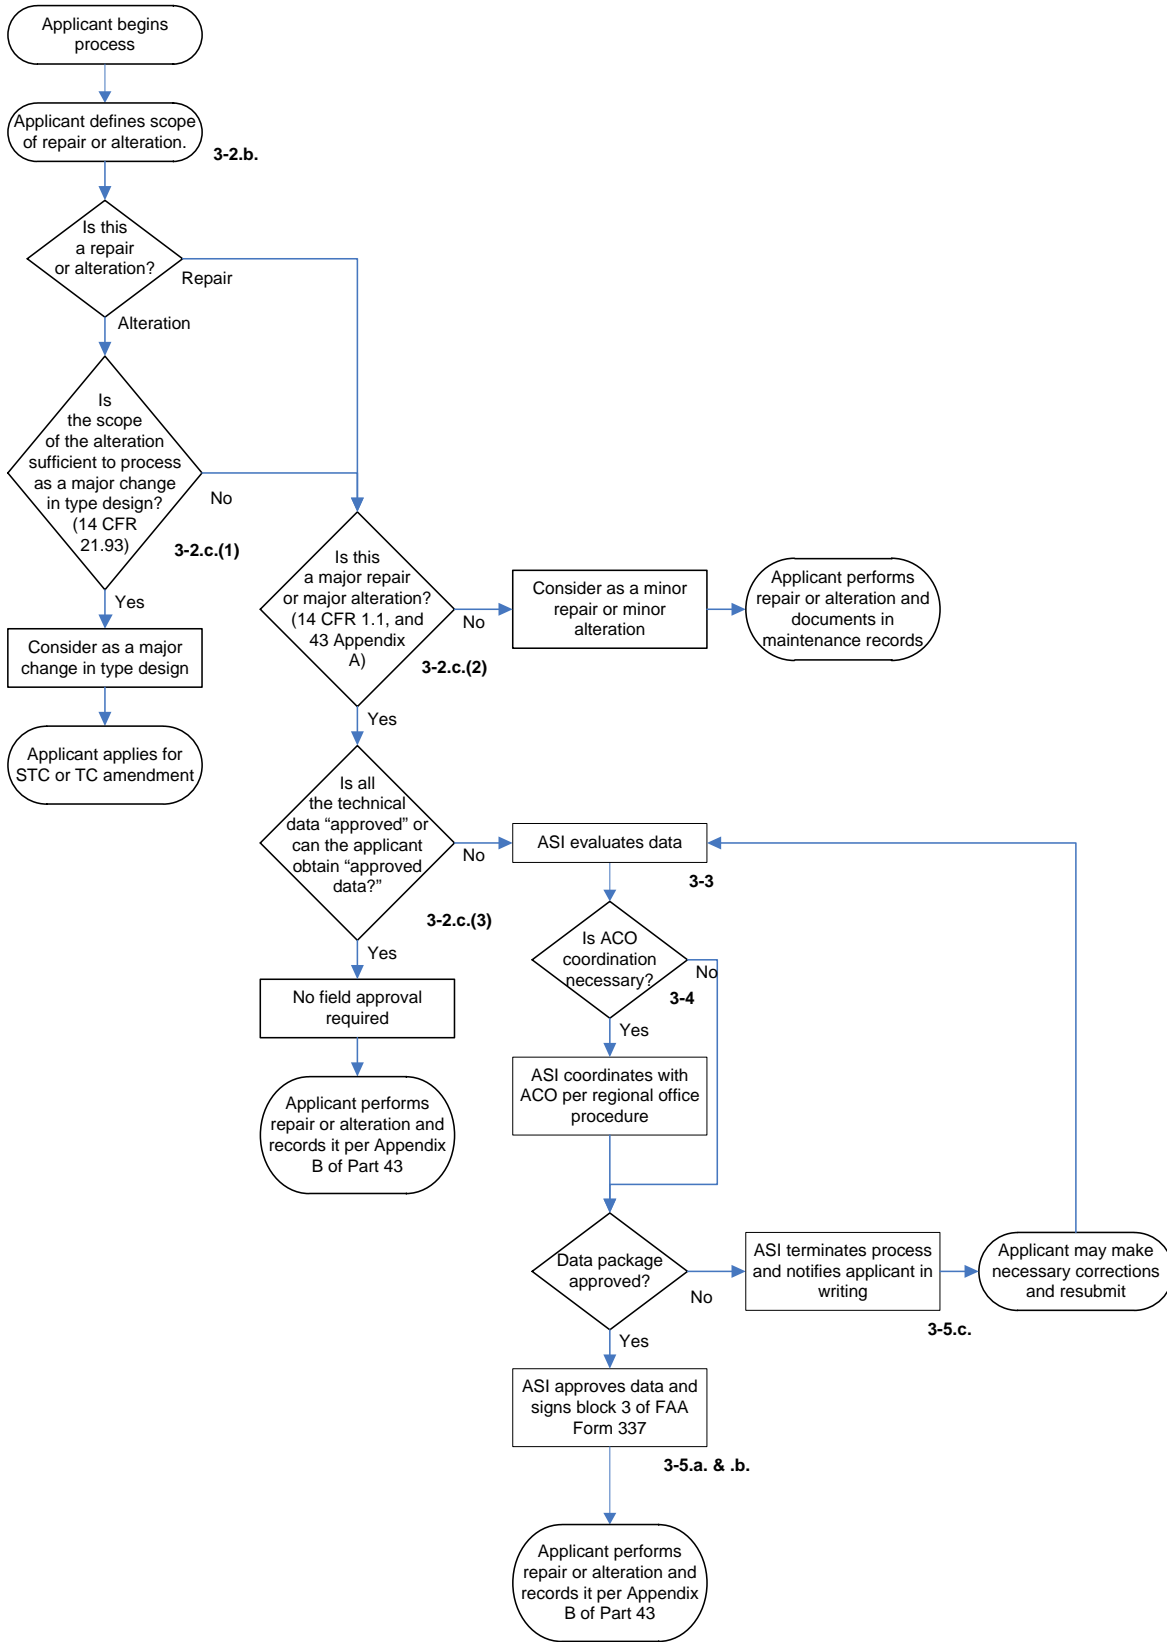 Applicant begins
process
Applicant defines scope
of repair or alteration.
3-2.b.
Is this
a repair
or alteration?
Repair
Alteration
Is
the scope
of the alteration
sufficient to process
as a major change
in type design?
(14 CFR
21.93)
No
3-2.c.(1)
Yes
Consider as a major
change in type design
Applicant applies for
STC or TC amendment
Is this
a major repair
or major alteration?
(14 CFR 1.1, and
43 Appendix
A)
No
3-2.c.(2)
Consider as a minor
repair or minor
alteration
Applicant performs
repair or alteration and
documents in
maintenance records
Yes
Is all
the technical
data “approved” or
can the applicant
obtain “approved
data?”
No
3-2.c.(3)
Yes
No field approval
required
Applicant performs
repair or alteration and
records it per Appendix
B of Part 43
ASI evaluates data
3-3
Is ACO
coordination
necessary?
No
3-4
Yes
ASI coordinates with
ACO per regional office
procedure
Data package
approved?
No
ASI terminates process
and notifies applicant in
writing
3-5.c.
Applicant may make
necessary corrections
and resubmit
Yes
ASI approves data and
signs block 3 of FAA
Form 337
3-5.a. & .b.
Applicant performs
repair or alteration and
records it per Appendix
B of Part 43